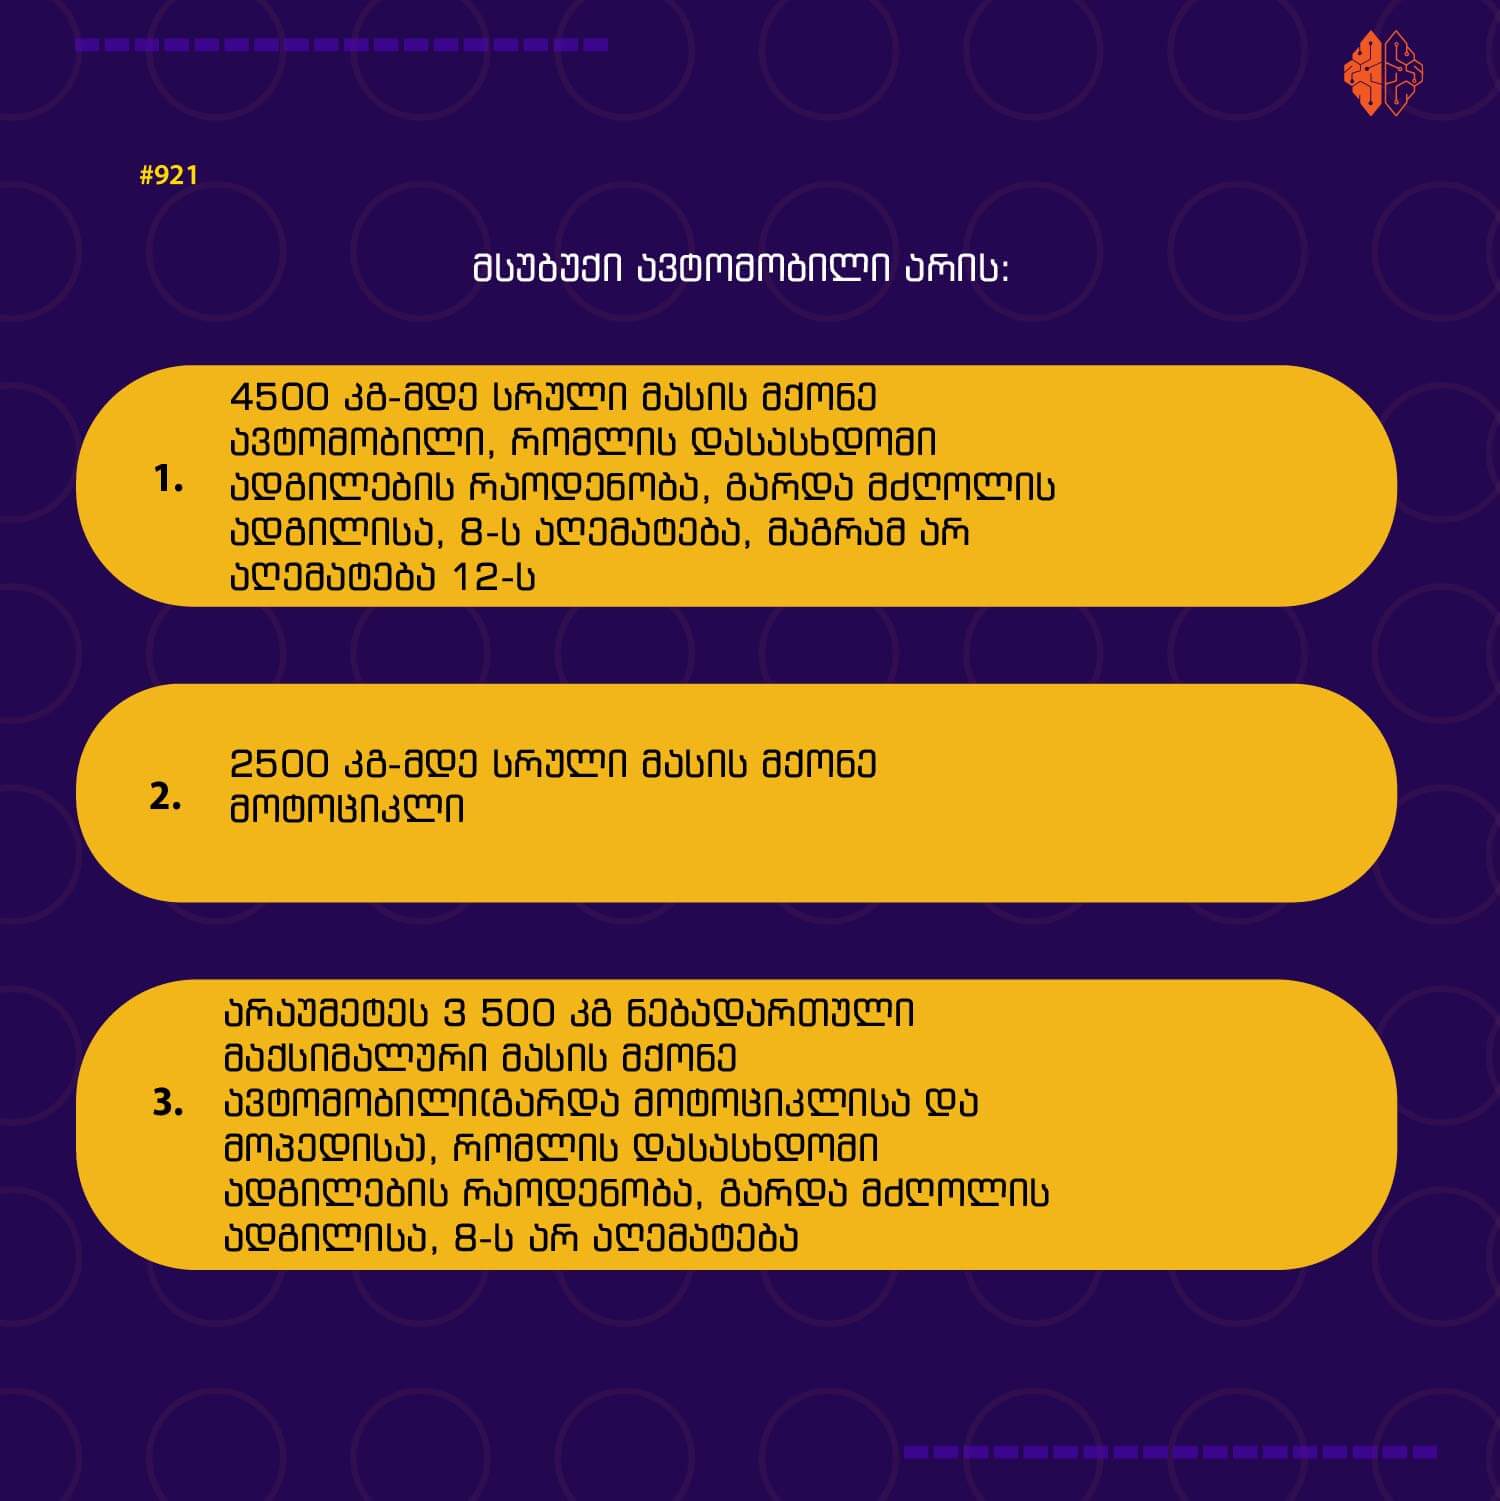 #921
მსუბუქი ავტომობილი არის:
1. 4500 კგ-მდე სრული მასის მქონე
ავტომობილი, რომლის დასასხდომი
ადგილების რაოდენობა, გარდა მძღოლის
ადგილისა, 8-ს აღემატება, მაგრამ არ
აღემატება 12-ს
2. 2500 კგ-მდე სრული მასის მქონე
მოტოციკლი
3. არაუმეტეს 3 500 კგ ნებადართული
მაქსიმალური მასის მქონე
ავტომობილი(გარდა მოტოციკლისა და
მოპედისა), რომლის დასასხდომი
ადგილების რაოდენობა, გარდა მძღოლის
ადგილისა, 8-ს არ აღემატება